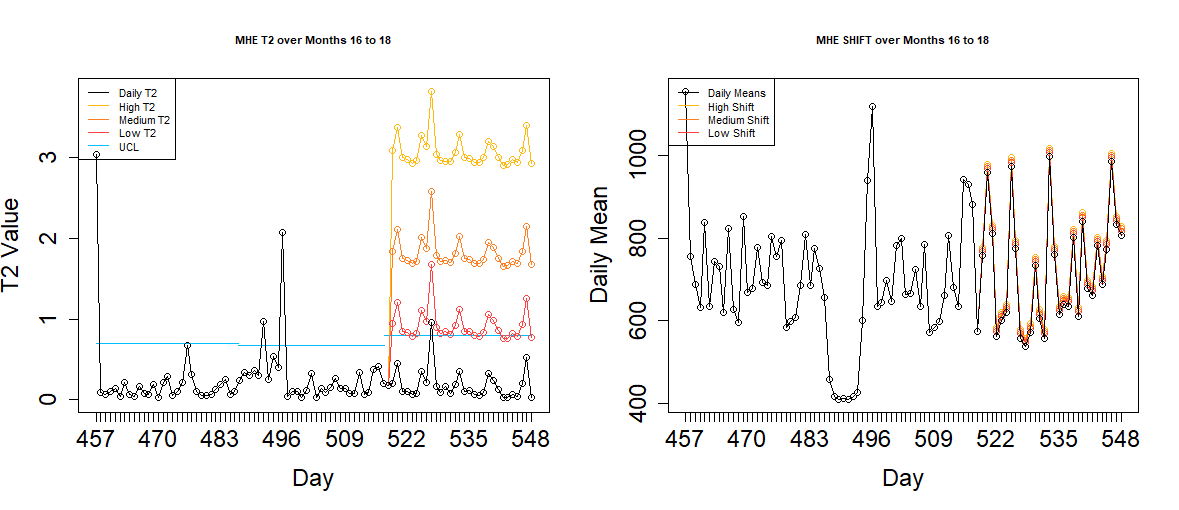 MHE T2 over Months 16 to 18
Daily T2
High T2
Medium T2
Low T2
UCL
3
2
1
0
T2 Value
457 470 483 496 509 522 535 548
Day
MHE SHIFT over Months 16 to 18
Daily Means
High Shift
Medium Shift
Low Shift
1000
800
600
400
Daily Mean
457 470 483 496 509 522 535 548
Day